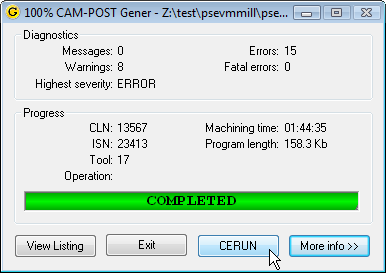 G 100% CAM-POST Gener - Z:\test\psevmmill\pse...
Diagnostics
Messages: 0 Errors: 15
Warnings: 8 Fatal errors: 0
Highest severity: ERROR
Progress
CLN: 13567 Machining time: 01:44:35
ISN: 23413 Program length: 158.3 Kb
Tool: 17
Operation:
COMPLETED
View Listing Exit CERUN More info >>